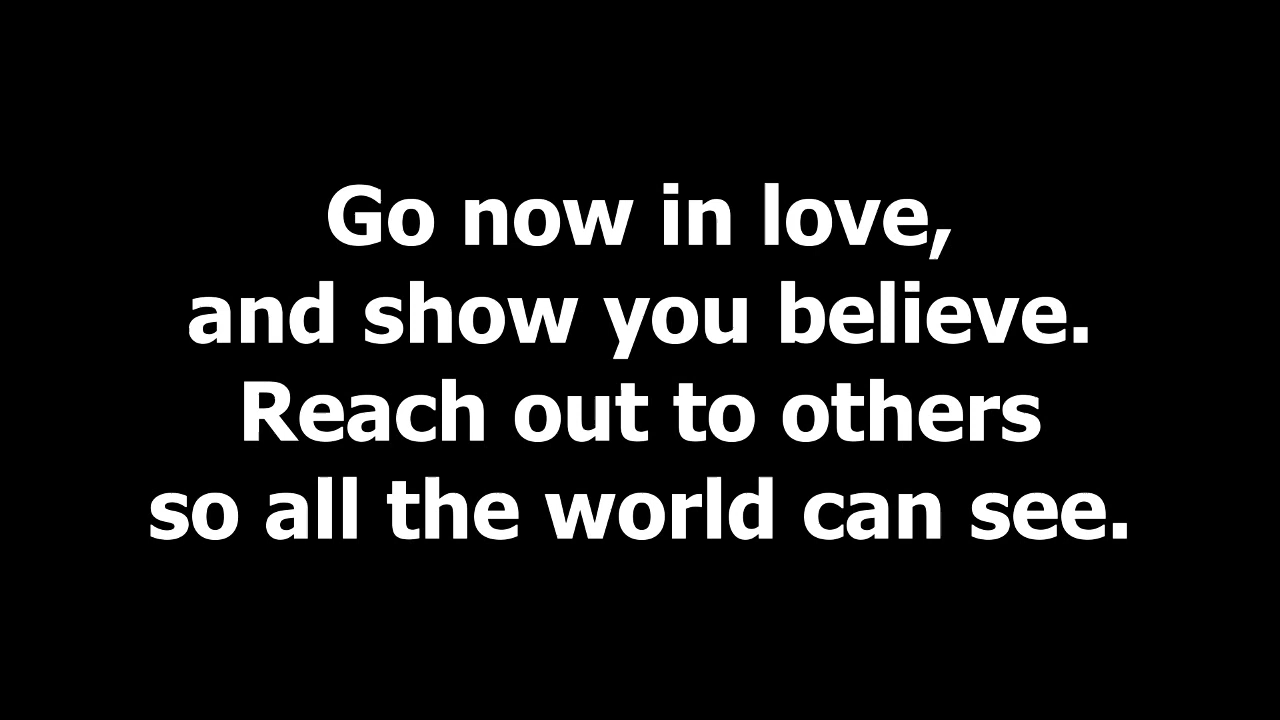 Go now in love,
and show you believe.
Reach out to others
so all the world can see.